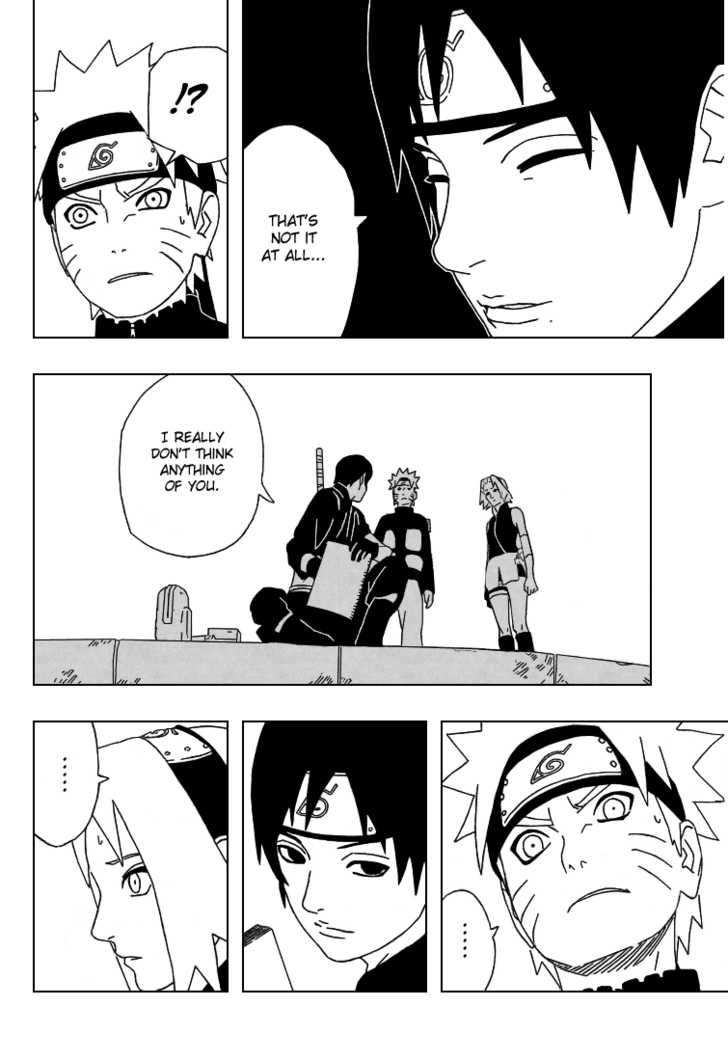 THAT'S
NOT IT
AT ALL...
!?
I REALLY
DON'T THINK
ANYTHING
OF YOU.
......
......